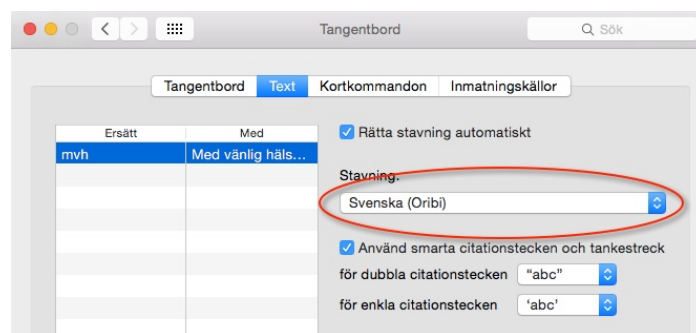 Tangentbord
Sök
Tangentbord Text Kortkommandon Inmatningskällor
Ersätt Med
mvh Med vänlig häls...
Rätta stavning automatiskt
Stavning:
Svenska (Oribi)
Använd smarta citationstecken och tankestreck
för dubbla citationstecken “abc”
för enkla citationstecken ‘abc’